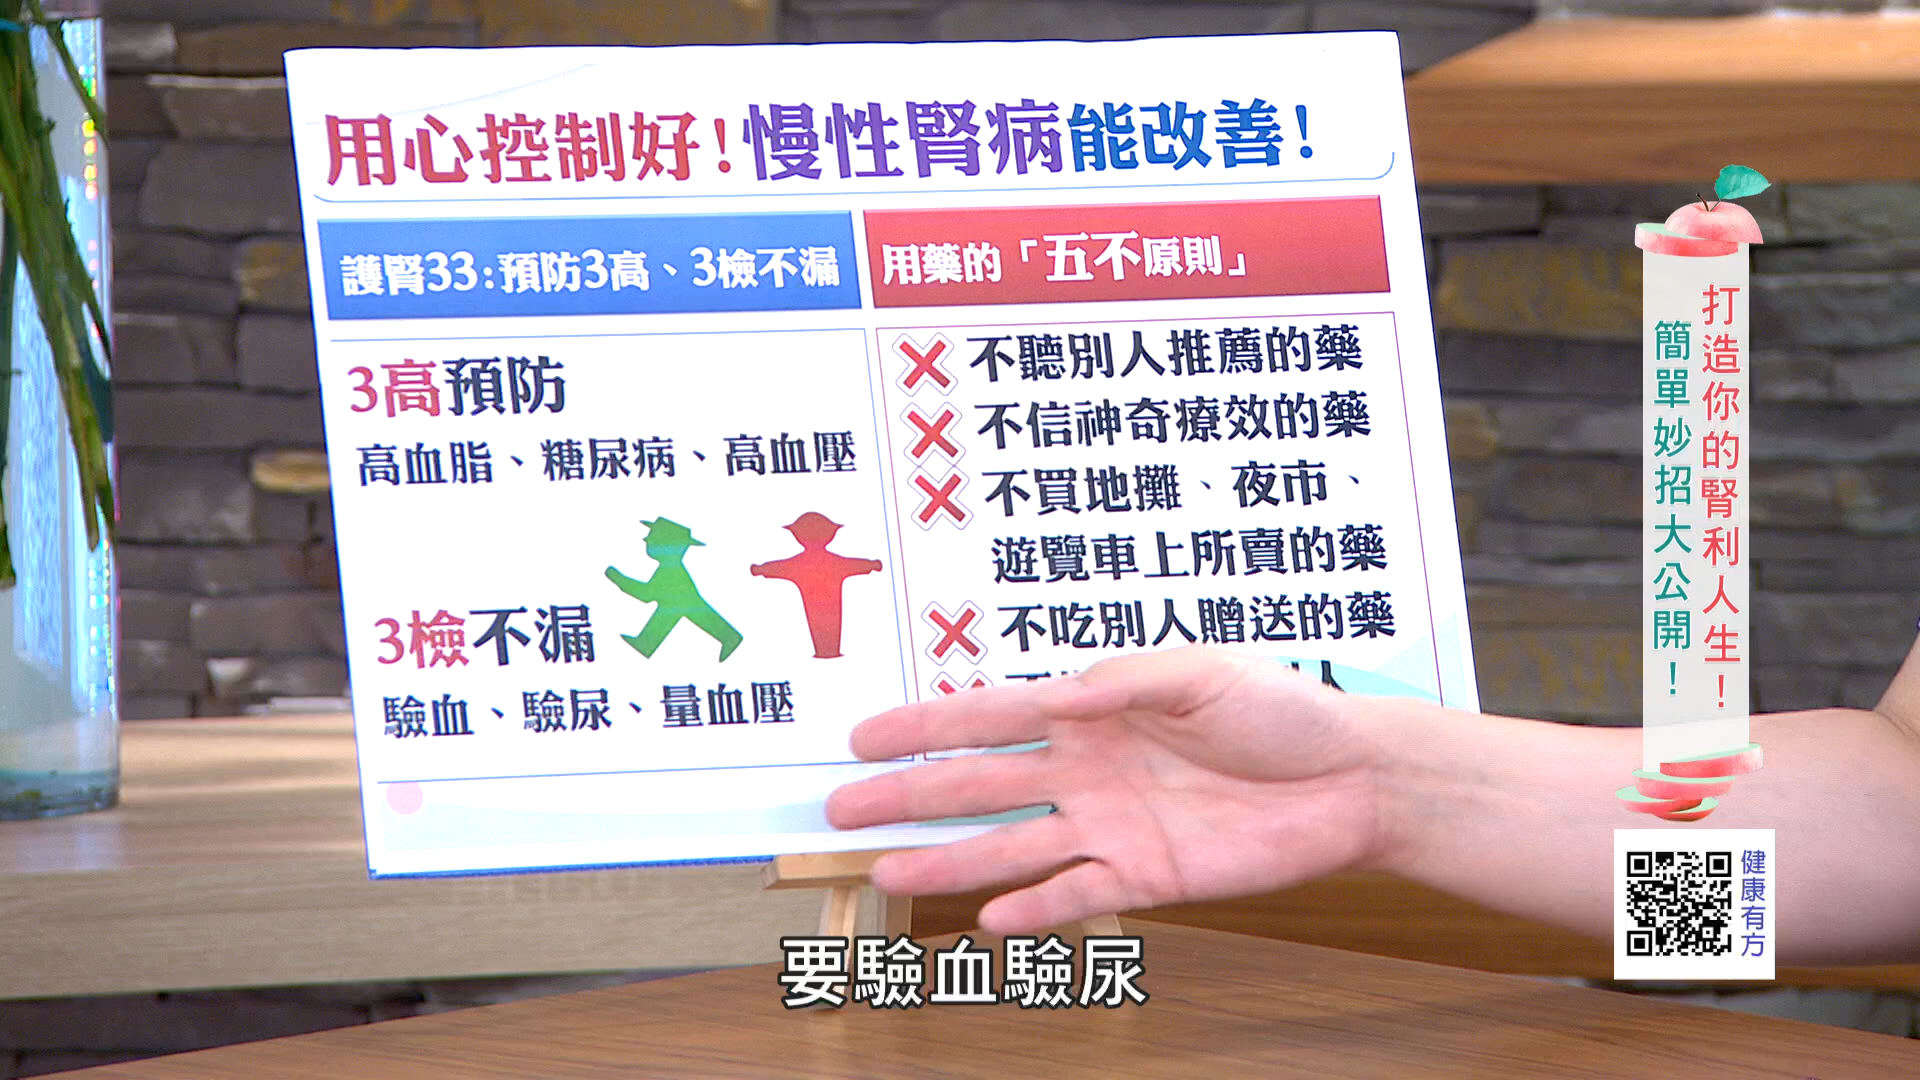 用心控制好!慢性腎病能改善!
護腎33:預防3高、3檢不漏
3高預防
高血脂、糖尿病、高血壓
3檢不漏
驗血、驗尿、量血壓
用藥的「五不原則」
不聽別人推薦的藥
不信神奇療效的藥
不買地攤、夜市、
遊覽車上所賣的藥
不吃別人贈送的藥
打造你的腎利人生!
簡單妙招大公開!
健康有方
要驗血驗尿